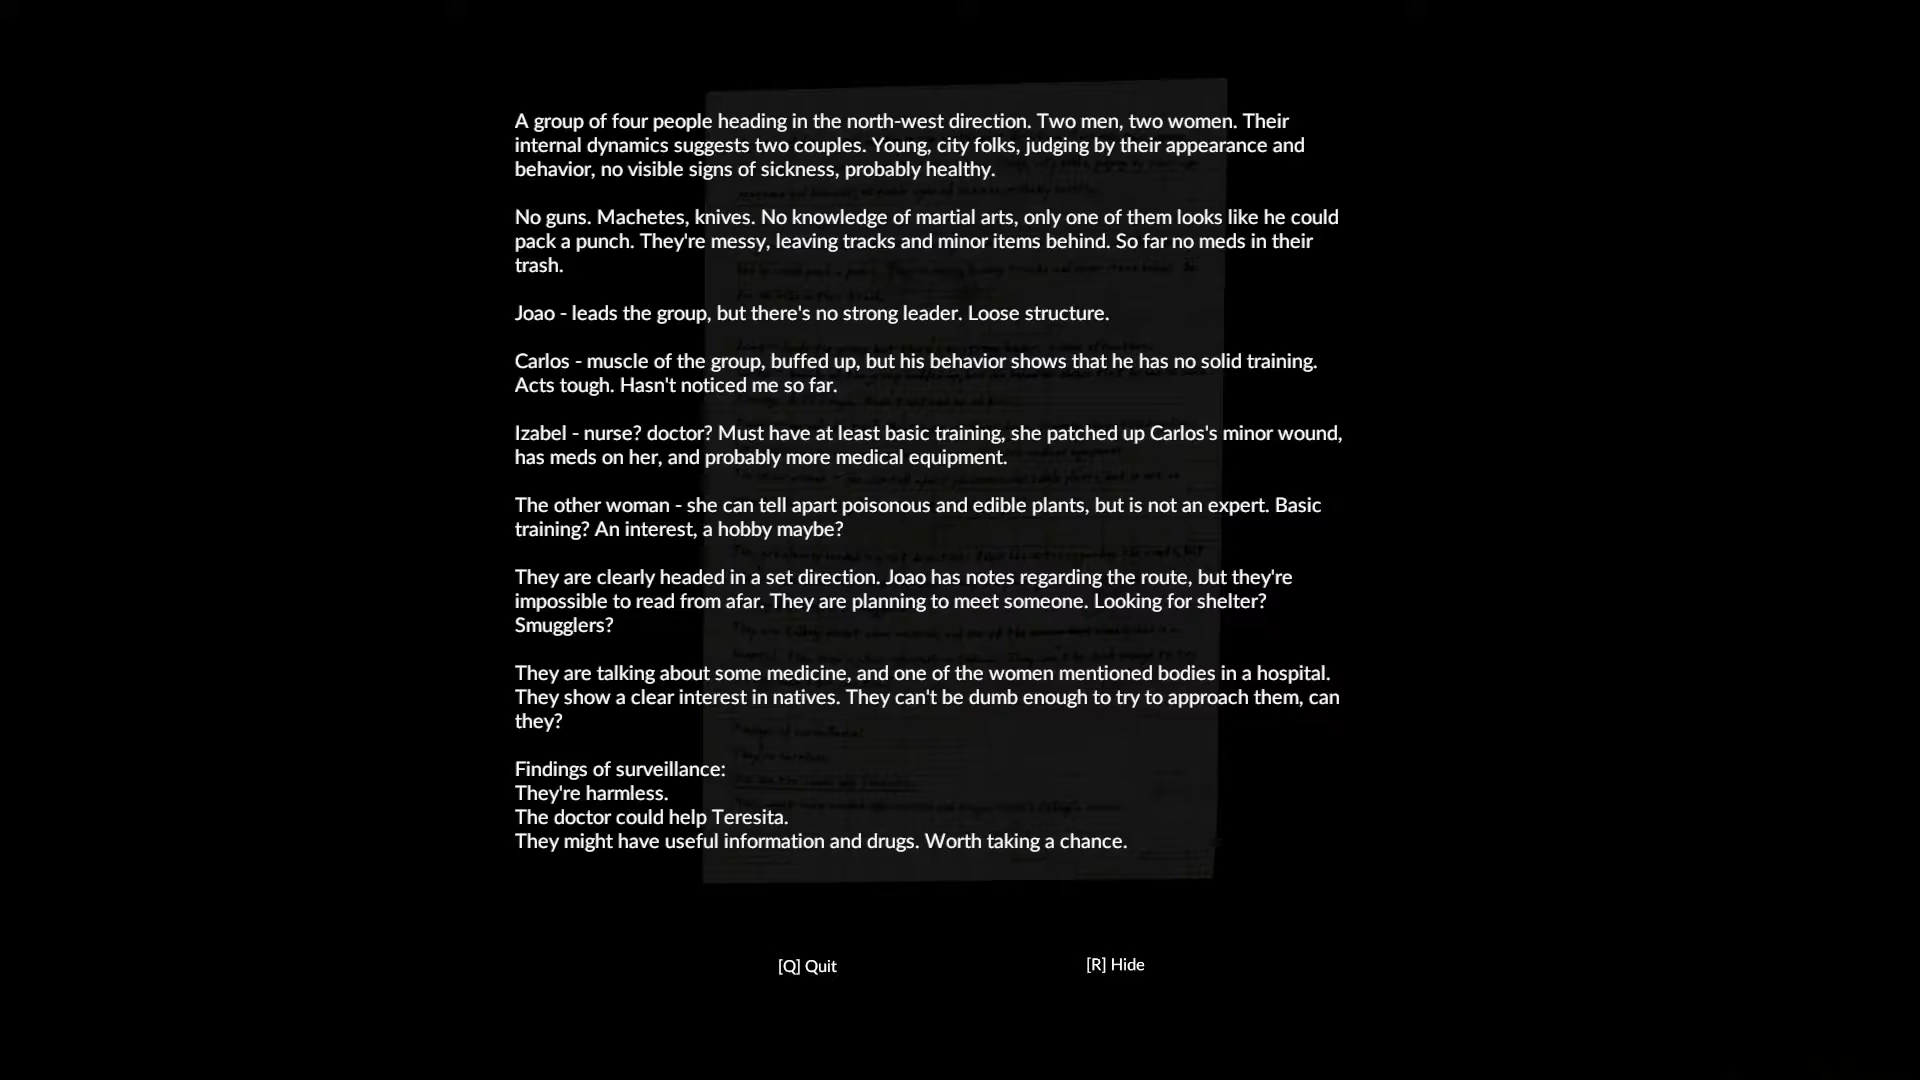 A group of four people heading in the north-west direction. Two men, two women. Their
internal dynamics suggests two couples. Young, city folks, judging by their appearance and
behavior, no visible signs of sickness, probably healthy.
No guns. Machetes, knives. No knowledge of martial arts, only one of them looks like he could
pack a punch. They're messy, leaving tracks and minor items behind. So far no meds in their
trash.
Joao - leads the group, but there's no strong leader. Loose structure.
Carlos - muscle of the group, buffed up, but his behavior shows that he has no solid training.
Acts tough. Hasn't noticed me so far.
Izabel - nurse? doctor? Must have at least basic training, she patched up Carlos's minor wound,
has meds on her, and probably more medical equipment.
The other woman - she can tell apart poisonous and edible plants, but is not an expert. Basic
training? An interest, a hobby maybe?
They are clearly headed in a set direction. Joao has notes regarding the route, but they're
impossible to read from afar. They are planning to meet someone. Looking for shelter?
Smugglers?
They are talking about some medicine, and one of the women mentioned bodies in a hospital.
They show a clear interest in natives. They can't be dumb enough to try to approach them, can
they?
Findings of surveillance:
They're harmless.
The doctor could help Teresita.
They might have useful information and drugs. Worth taking a chance.
[Q] Quit
[R] Hide